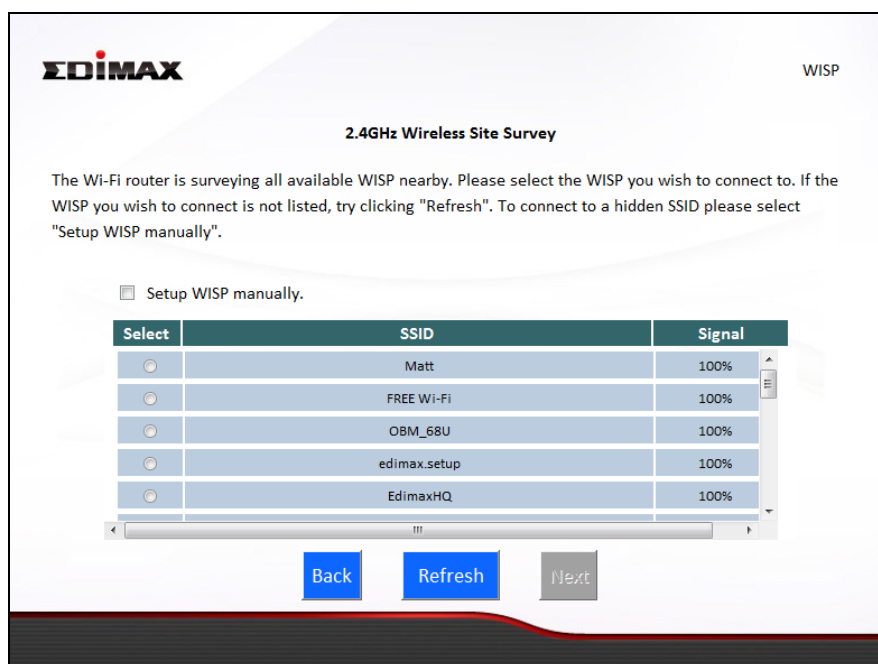 EDIMAX
WISP
2.4GHz Wireless Site Survey
The Wi-Fi router is surveying all available WISP nearby. Please select the WISP you wish to connect to. If the
WISP you wish to connect is not listed, try clicking "Refresh". To connect to a hidden SSID please select
"Setup WISP manually".
Setup WISP manually.
Select SSID Signal
Matt 100%
FREE Wi-Fi 100%
OBM_68U 100%
edimax.setup 100%
EdimaxHQ 100%
Back Refresh Next